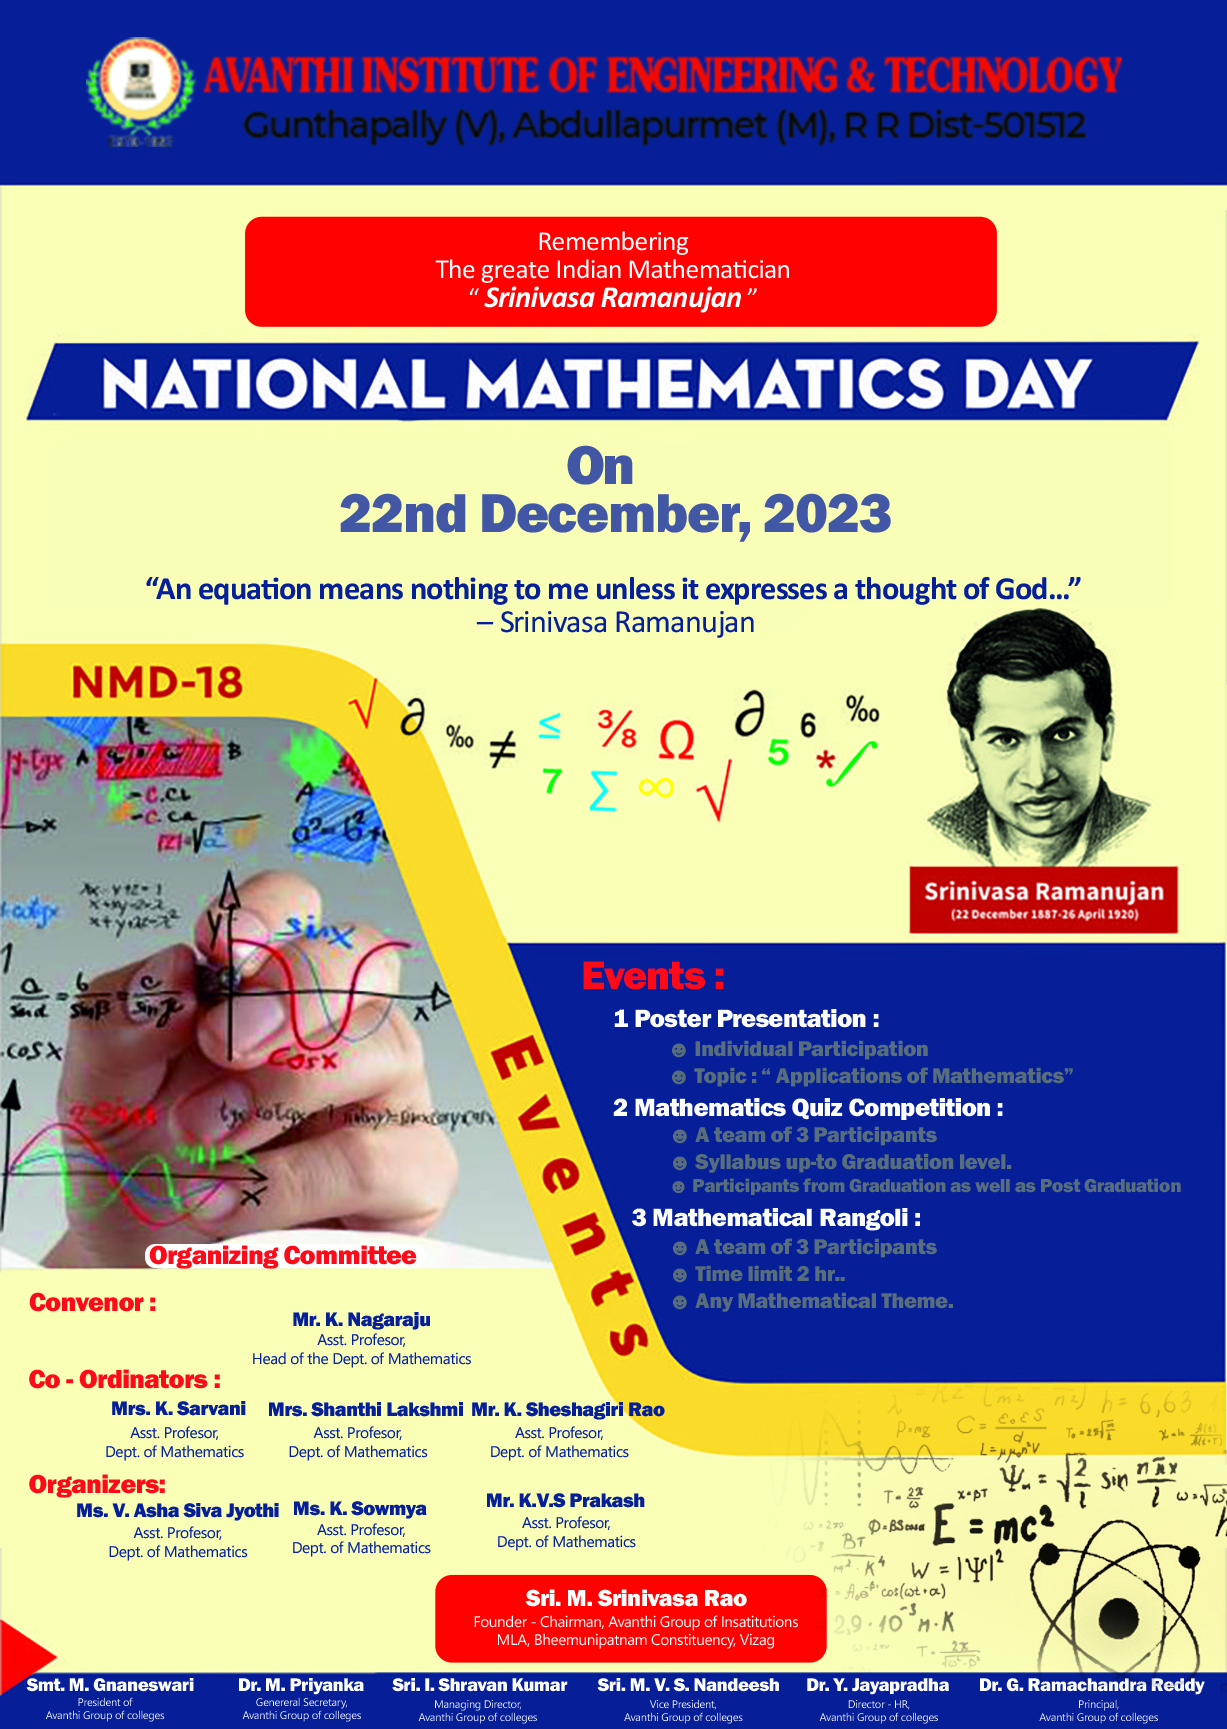 AVANTHI INSTITUTE OF ENGINEERING & TECHNOLOGY
Gunthapally (V), Abdullapurmet (M), R R Dist-501512
Remembering
The greate Indian Mathematician
“ Srinivasa Ramanujan ”
NATIONAL MATHEMATICS DAY
On
22nd December, 2023
“An equation means nothing to me unless it expresses a thought of God...”
– Srinivasa Ramanujan
NMD-18
√ ∂ ‰ ≠ ≤ ⅜ Ω ∂ 6 ‰
7 ∑ ∞ √ 5 * ∫
Srinivasa Ramanujan
(22 December 1887-26 April 1920)
A B
sinx
cosx
Events
Events :
1 Poster Presentation :
☻ Individual Participation
☻ Topic : “ Applications of Mathematics”
2 Mathematics Quiz Competition :
☻ A team of 3 Participants
☻ Syllabus up-to Graduation level.
☻ Participants from Graduation as well as Post Graduation
3 Mathematical Rangoli :
☻ A team of 3 Participants
☻ Time limit 2 hr..
☻ Any Mathematical Theme.
Organizing Committee
Convenor :
Mr. K. Nagaraju
Asst. Profesor,
Head of the Dept. of Mathematics
Co - Ordinators :
Mrs. K. Sarvani Mrs. Shanthi Lakshmi Mr. K. Sheshagiri Rao
Asst. Profesor, Asst. Profesor, Asst. Profesor,
Dept. of Mathematics Dept. of Mathematics Dept. of Mathematics
Organizers:
Ms. V. Asha Siva Jyothi Ms. K. Sowmya Mr. K.V.S Prakash
Asst. Profesor, Asst. Profesor, Asst. Profesor,
Dept. of Mathematics Dept. of Mathematics Dept. of Mathematics
E = mc²
W = |Ψ|²
Sri. M. Srinivasa Rao
Founder - Chairman, Avanthi Group of Insatitutions
MLA, Bheemunipatnam Constituency, Vizag
Smt. M. Gnaneswari Dr. M. Priyanka Sri. I. Shravan Kumar Sri. M. V. S. Nandeesh Dr. Y. Jayapradha Dr. G. Ramachandra Reddy
President of Genereral Secretary, Managing Director, Vice President, Director - HR, Principal,
Avanthi Group of colleges Avanthi Group of colleges Avanthi Group of colleges Avanthi Group of colleges Avanthi Group of colleges Avanthi Group of colleges